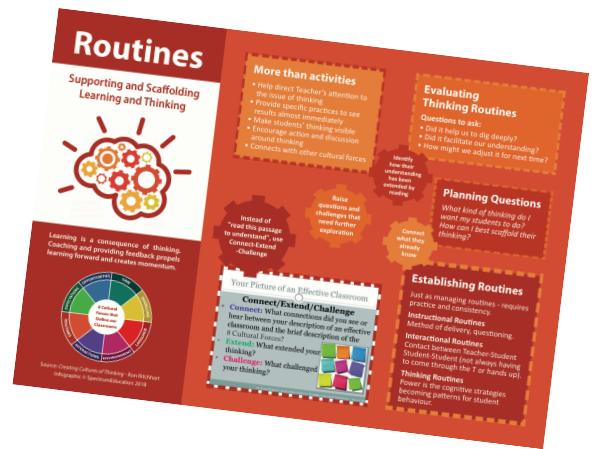 Routines
Supporting and Scaffolding
Learning and Thinking
Learning is a consequence of thinking.
Coaching and providing feedback propels
learning forward and creates momentum.
8 Cultural
Forces that
Define our
Classrooms
Source: Creating Cultures of Thinking - Ron Ritchhart
Infographic © SpectrumEducation 2018
More than activities
• Help direct Teacher's attention to
the issue of thinking
• Provide specific practices to see
results almost immediately
• Make students' thinking visible
• Encourage action and discussion
around thinking
• Connects with other cultural forces
Evaluating
Thinking Routines
Questions to ask:
• Did it help us to dig deeply?
• Did it facilitate our understanding?
• How might we adjust it for next time?
Identify
how their
understanding
has been
extended by
reading
Raise
questions and
challenges that
need further
exploration
Instead of
"read this passage
to understand", use
Connect-Extend
-Challenge
Connect
what they
already
know
Planning Questions
What kind of thinking do I
want my students to do?
How can I best scaffold their
thinking?
Your Picture of an Effective Classroom
Connect/Extend/Challenge
• Connect: What connections did you see or
hear between your description of an effective
classroom and the brief description of the
8 Cultural Forces?
• Extend: What extended your
thinking?
• Challenge: What challenged
your thinking?
Establishing Routines
Just as managing routines - requires
practice and consistency.
Instructional Routines
Method of delivery, questioning.
Interactional Routines
Contact between Teacher-Student
Student-Student (not always having
to come through the T or hands up).
Thinking Routines
Power is the cognitive strategies
becoming patterns for student
behaviour.